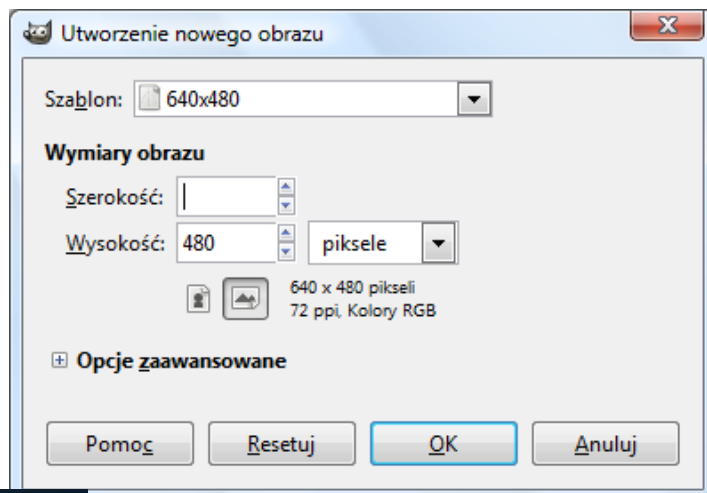 Utworzenie nowego obrazu
Szablon: 640x480
Wymiary obrazu
Szerokość:
Wysokość: 480 piksele
640 x 480 pikseli
72 ppi, Kolory RGB
Opcje zaawansowane
Pomoc Resetuj OK Anuluj